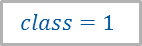 class = 1